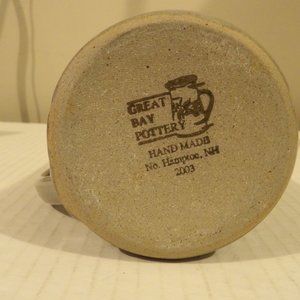 GREAT
BAY
POTTERY
HAND MADE
No. Hampton, NH
2003